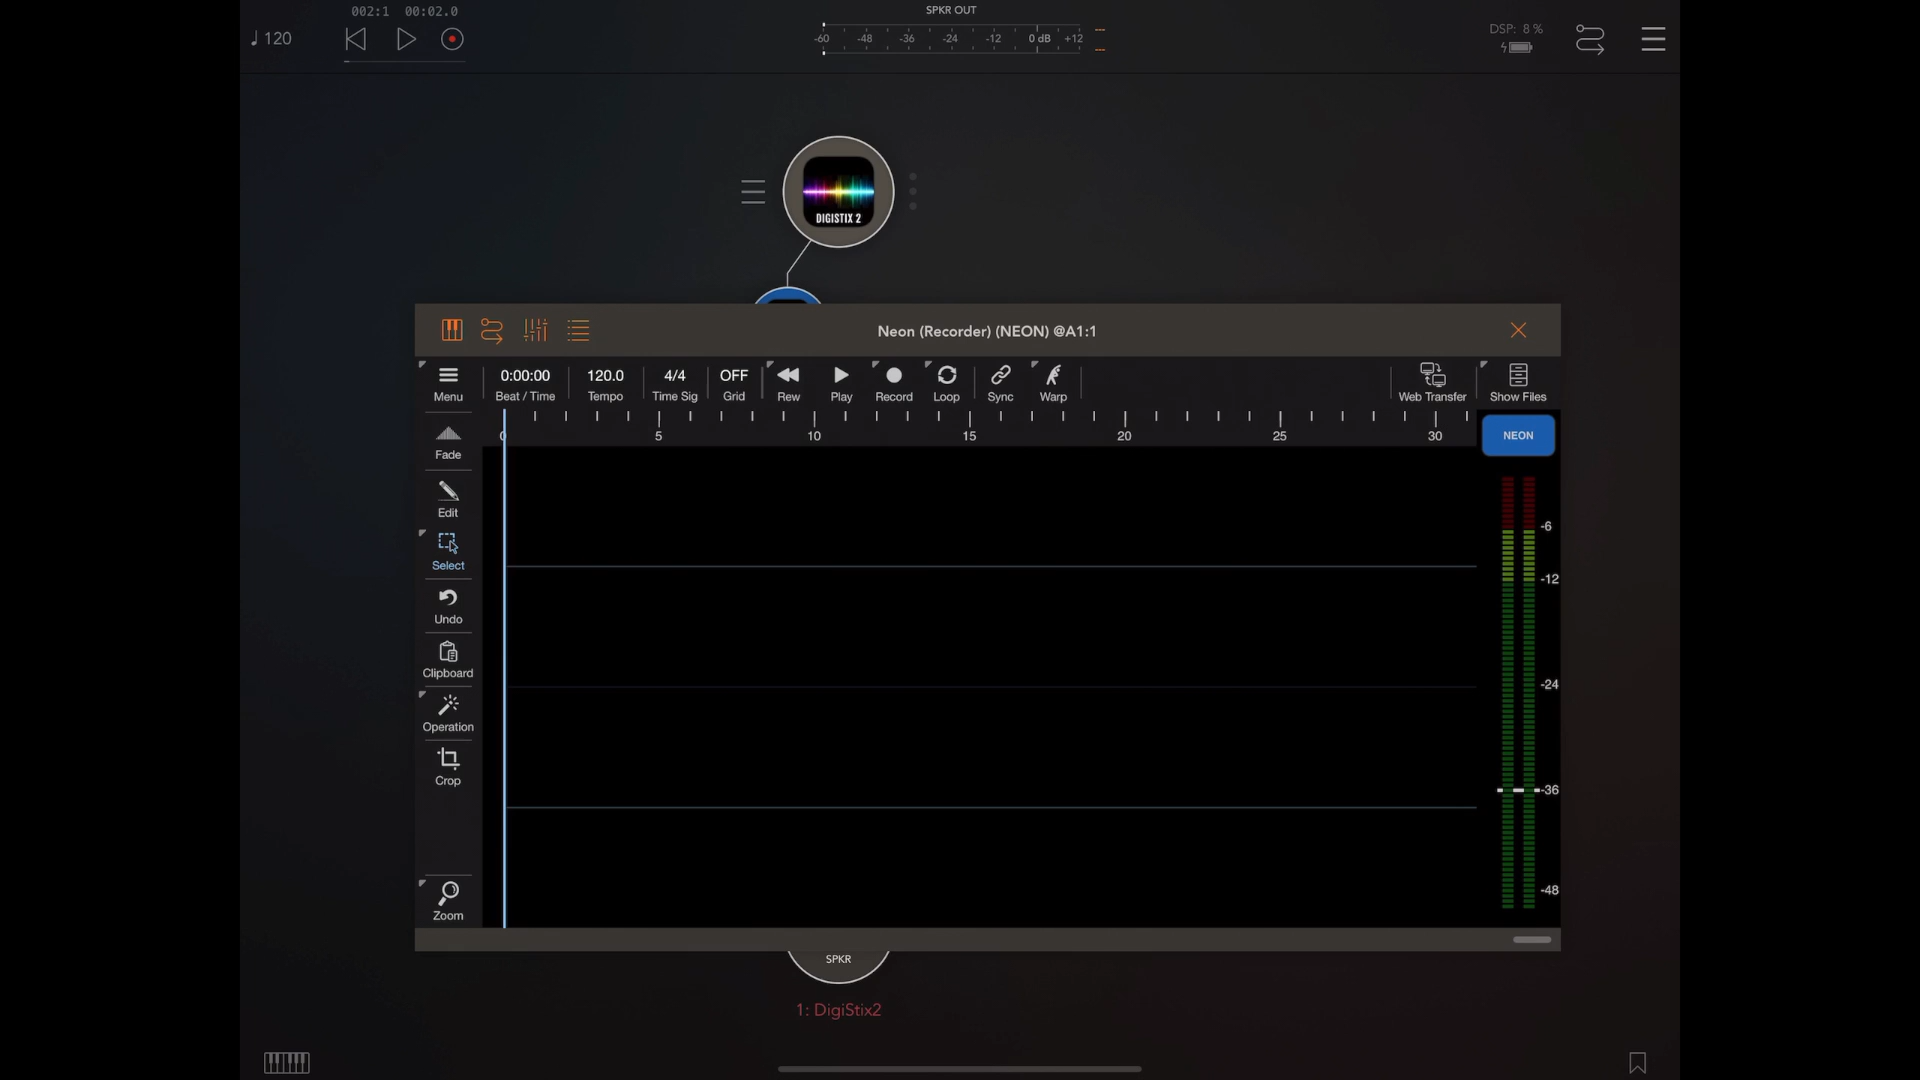 002:1 00:02.0
SPKR OUT
120
-60 -48 -36 -24 -12 0 dB +12
DSP: 8 %
DIGISTIX 2
Neon (Recorder) (NEON) @A1:1
0:00:00 120.0 4/4 OFF
Menu Beat / Time Tempo Time Sig Grid Rew Play Record Loop Sync Warp Web Transfer Show Files
0 5 10 15 20 25 30
NEON
Fade
Edit
Select
Undo
Clipboard
Operation
Crop
Zoom
-6
-12
-24
-36
-48
SPKR
1: DigiStix2